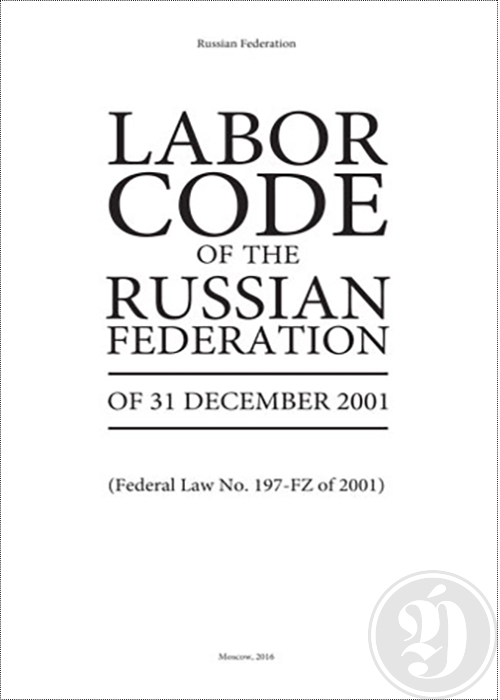 Russian Federation
LABOR
CODE
OF THE
RUSSIAN
FEDERATION
OF 31 DECEMBER 2001
(Federal Law No. 197-FZ of 2001)
Moscow, 2016